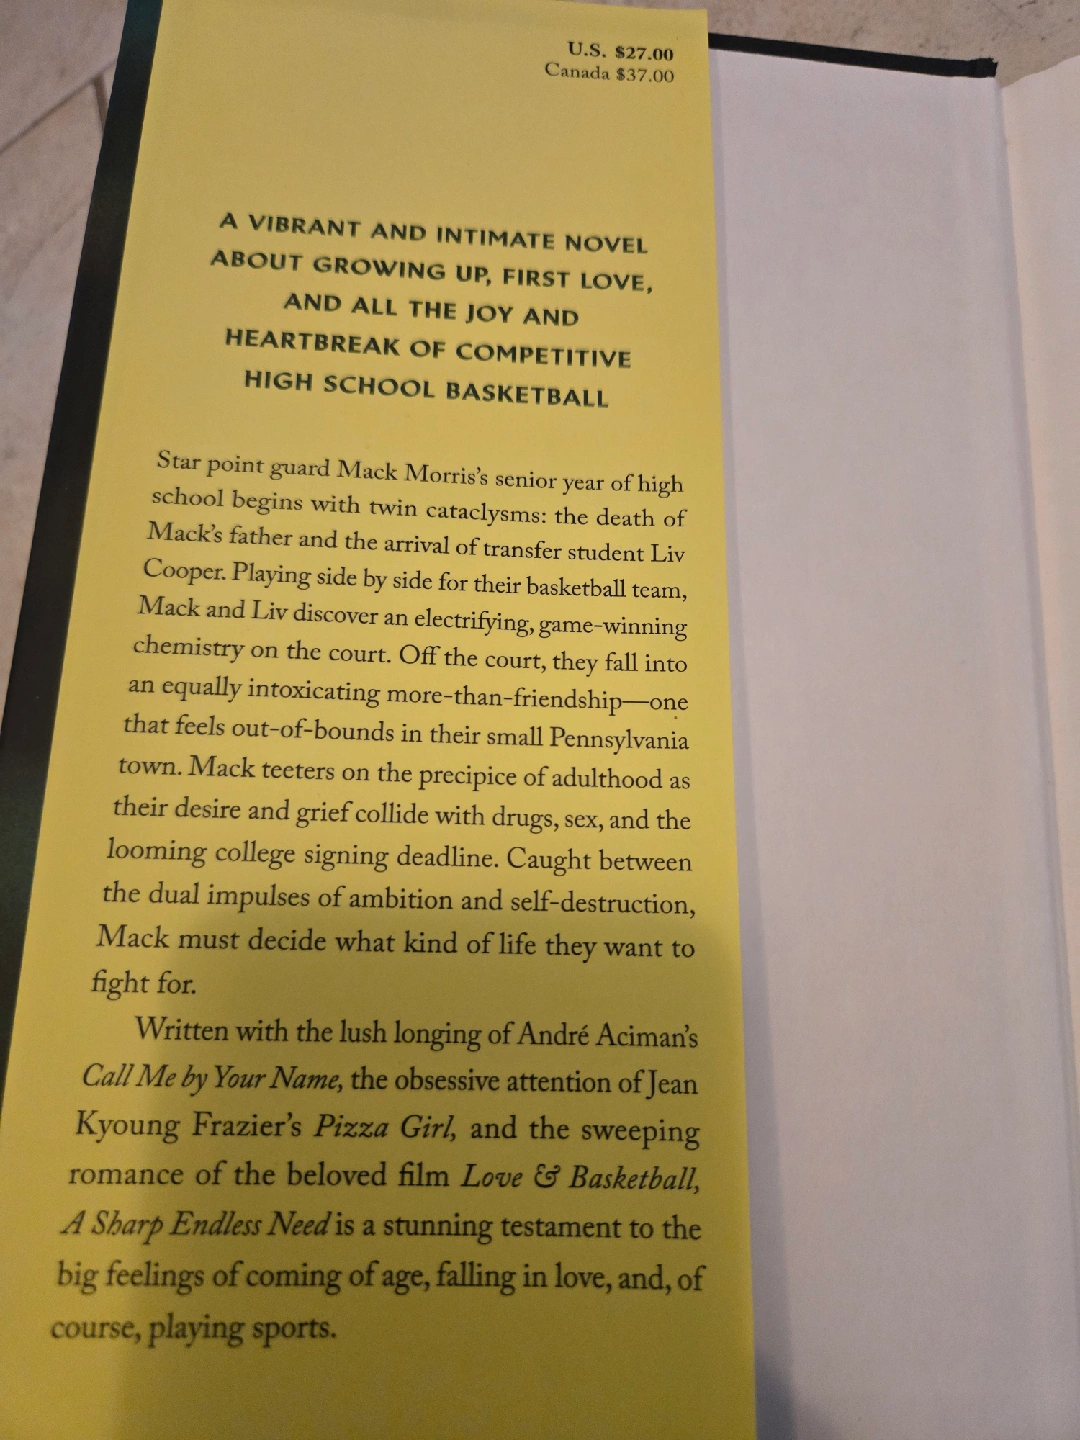 U.S. $27.00
Canada $37.00
A VIBRANT AND INTIMATE NOVEL
ABOUT GROWING UP, FIRST LOVE,
AND ALL THE JOY AND
HEARTBREAK OF COMPETITIVE
HIGH SCHOOL BASKETBALL
Star point guard Mack Morris's senior year of high
school begins with twin cataclysms: the death of
Mack's father and the arrival of transfer student Liv
Cooper. Playing side by side for their basketball team,
Mack and Liv discover an electrifying, game-winning
chemistry on the court. Off the court, they fall into
an equally intoxicating more-than-friendship—one
that feels out-of-bounds in their small Pennsylvania
town. Mack teeters on the precipice of adulthood as
their desire and grief collide with drugs, sex, and the
looming college signing deadline. Caught between
the dual impulses of ambition and self-destruction,
Mack must decide what kind of life they want to
fight for.
Written with the lush longing of André Aciman's
Call Me by Your Name, the obsessive attention of Jean
Kyoung Frazier's Pizza Girl, and the sweeping
romance of the beloved film Love & Basketball,
A Sharp Endless Need is a stunning testament to the
big feelings of coming of age, falling in love, and, of
course, playing sports.